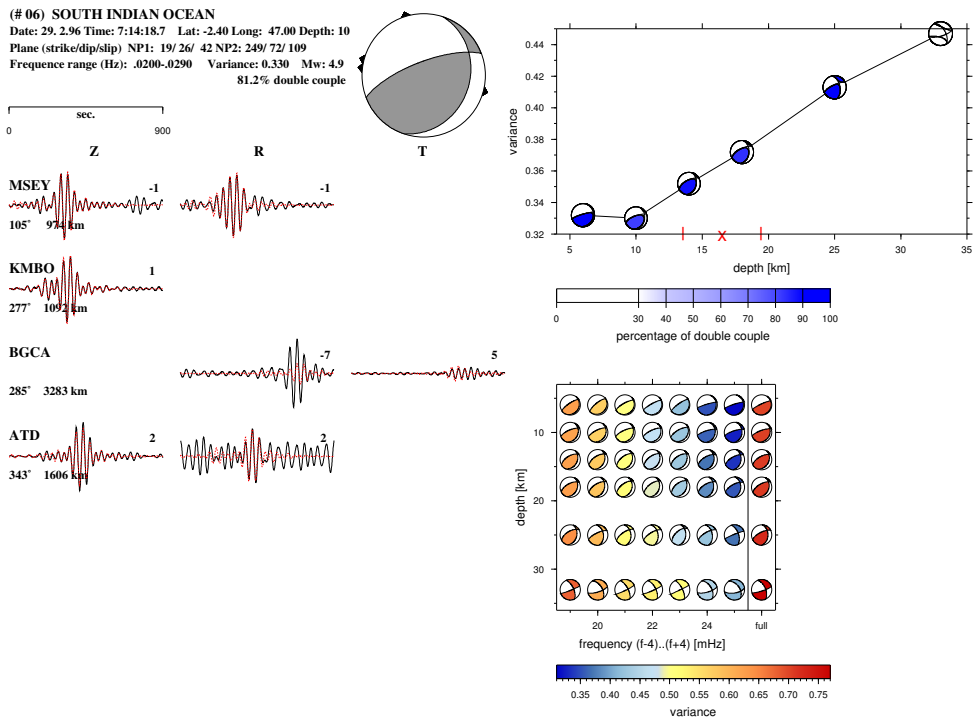 (# 06) SOUTH INDIAN OCEAN
Date: 29. 2.96 Time: 7:14:18.7 Lat: -2.40 Long: 47.00 Depth: 10
Plane (strike/dip/slip) NP1: 19/ 26/ 42 NP2: 249/ 72/ 109
Frequence range (Hz): .0200-.0290 Variance: 0.330 Mw: 4.9
81.2% double couple
sec.
0 900
Z R T
MSEY -1 -1
105° 974 km
KMBO 1
277° 1092 km
BGCA -7 5
285° 3283 km
ATD 2 2
343° 1606 km
0.44
0.42
0.40
0.38
0.36
0.34
0.32
variance
x
5 10 15 20 25 30 35
depth [km]
0 30 40 50 60 70 80 90 100
percentage of double couple
10
20
30
depth [km]
20 22 24 full
frequency (f-4)..(f+4) [mHz]
0.35 0.40 0.45 0.50 0.55 0.60 0.65 0.70 0.75
variance